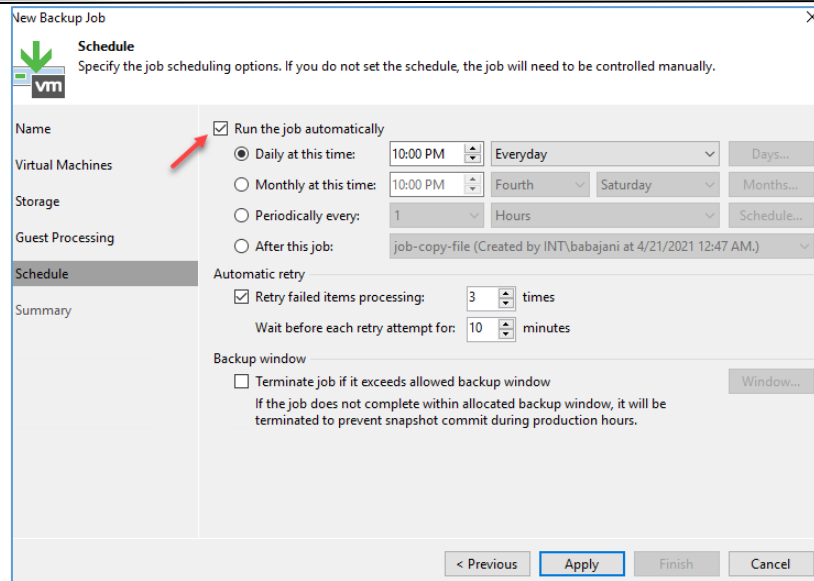 New Backup Job
Schedule
Specify the job scheduling options. If you do not set the schedule, the job will need to be controlled manually.
vm
Name
Virtual Machines
Storage
Guest Processing
Schedule
Summary
Run the job automatically
Daily at this time: 10:00 PM Everyday Days...
Monthly at this time: 10:00 PM Fourth Saturday Months...
Periodically every: 1 Hours Schedule...
After this job: job-copy-file (Created by INT\babajani at 4/21/2021 12:47 AM.)
Automatic retry
Retry failed items processing: 3 times
Wait before each retry attempt for: 10 minutes
Backup window
Terminate job if it exceeds allowed backup window Window...
If the job does not complete within allocated backup window, it will be
terminated to prevent snapshot commit during production hours.
< Previous Apply Finish Cancel